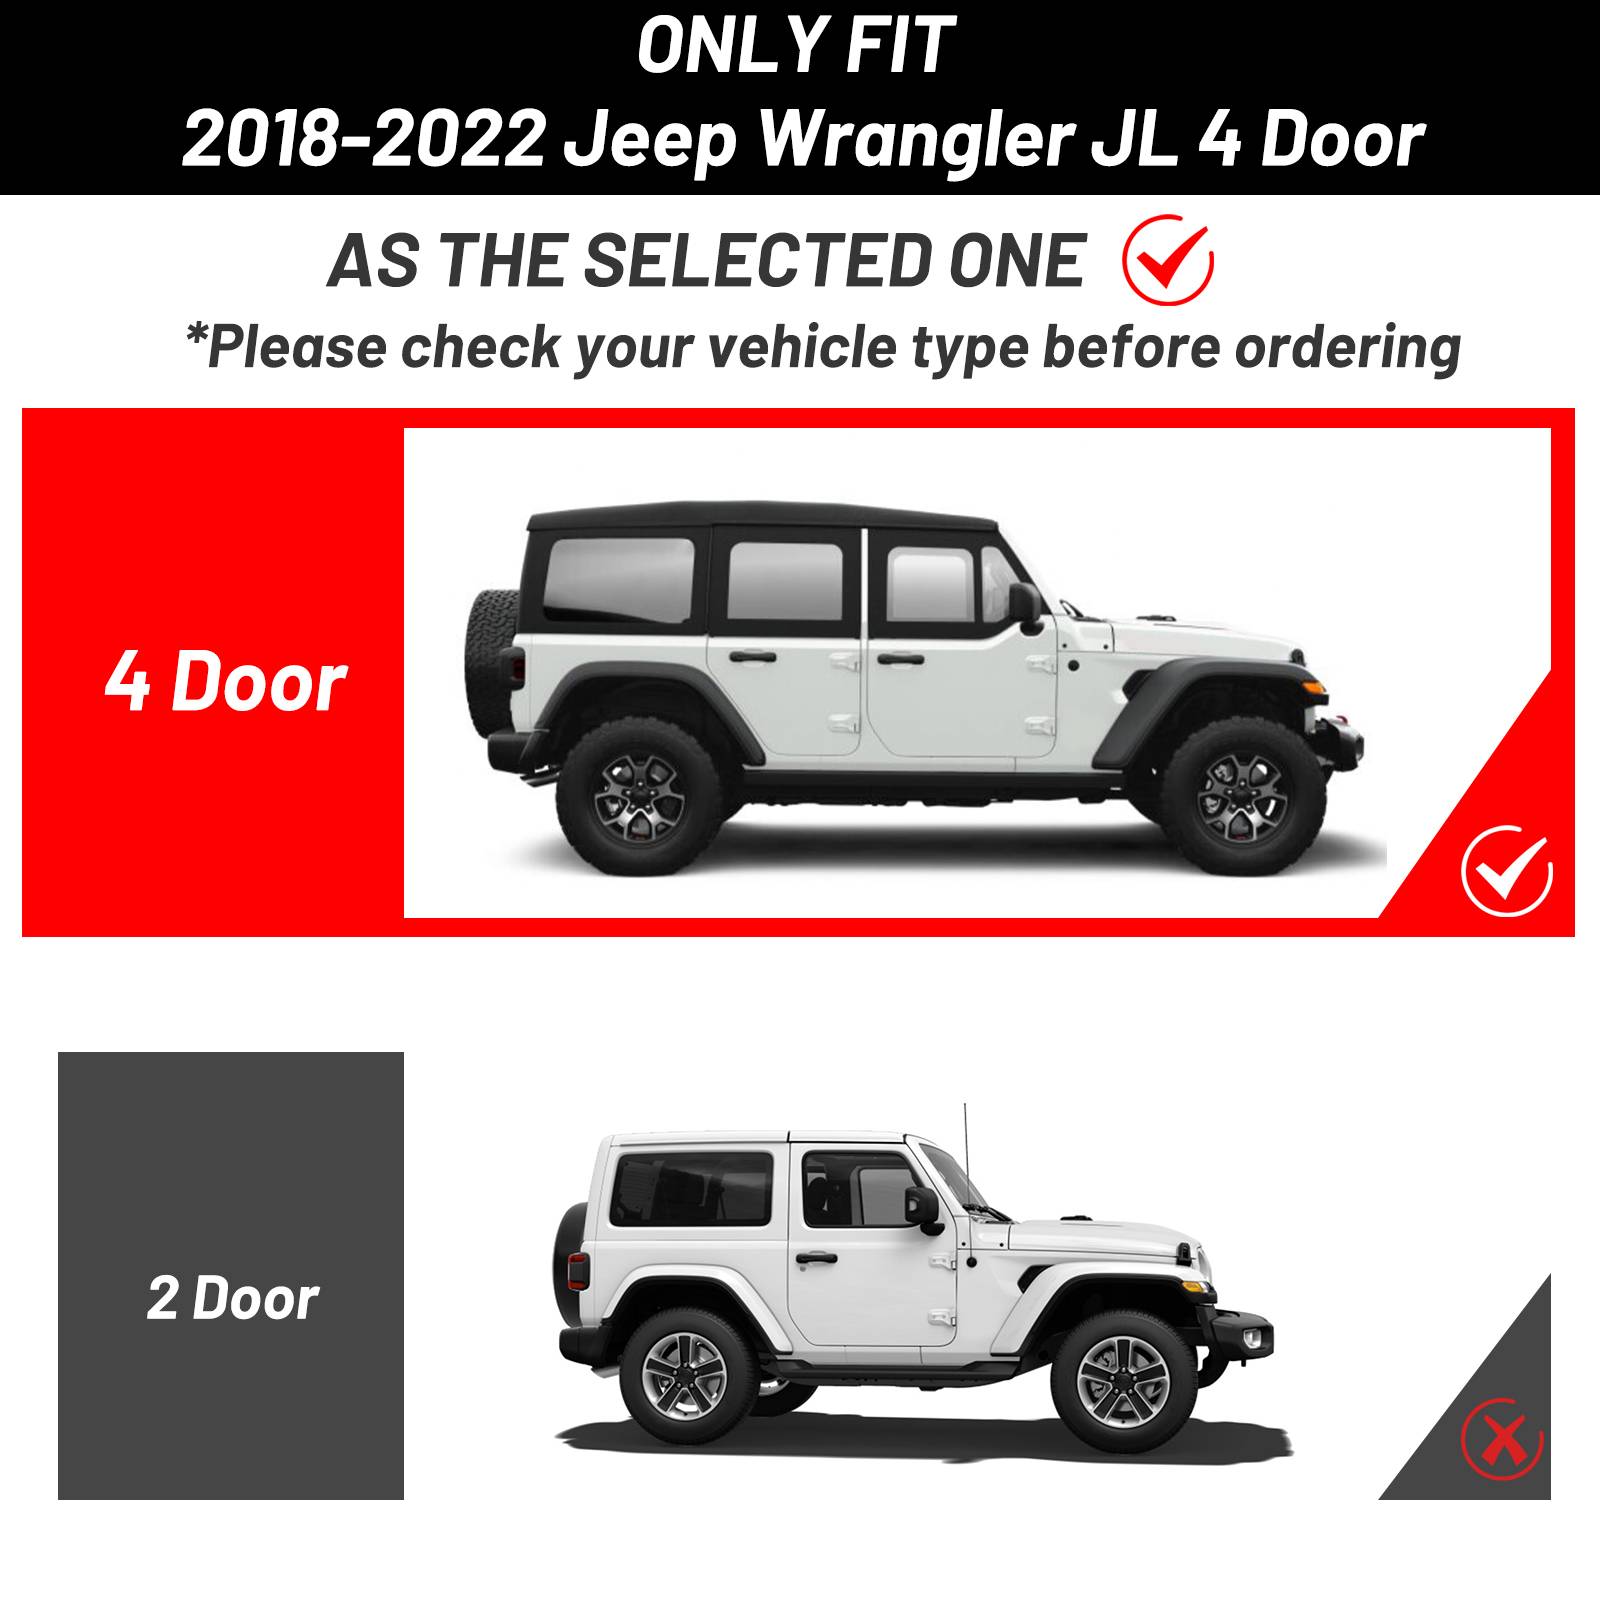 ONLY FIT
2018-2022 Jeep Wrangler JL 4 Door
AS THE SELECTED ONE
*Please check your vehicle type before ordering
4 Door
2 Door